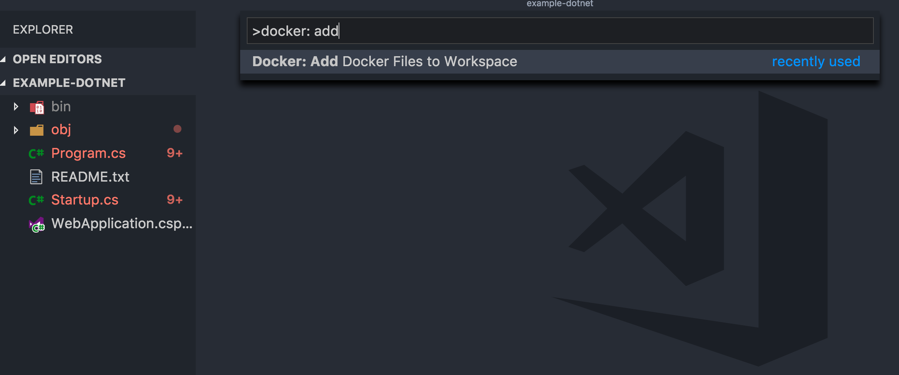 example-dotnet
EXPLORER
OPEN EDITORS
EXAMPLE-DOTNET
bin
obj
C# Program.cs 9+
README.txt
C# Startup.cs 9+
WebApplication.csp...
>docker: add
Docker: Add Docker Files to Workspace recently used